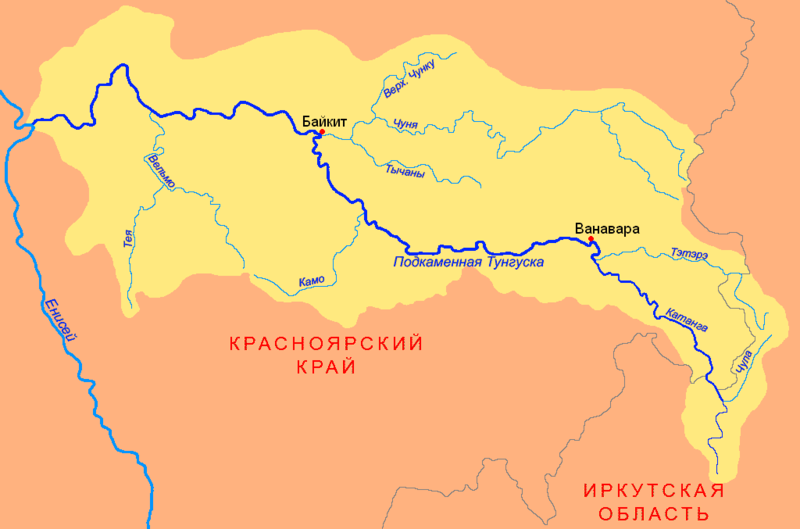 Верх. Чунку
Байкит
Чуня
Вельмо
Тычаны
Тея
Ванавара
Тэтэрэ
Подкаменная Тунгуска
Камо
Енисей
Катанга
КРАСНОЯРСКИЙ
КРАЙ
Чула
ИРКУТСКАЯ
ОБЛАСТЬ